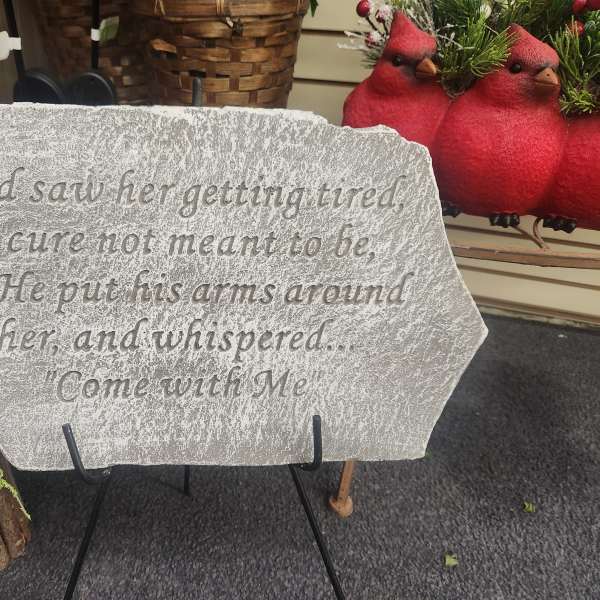 d saw her getting tired,
cure not meant to be,
He put his arms around
her, and whispered...
"Come with Me"